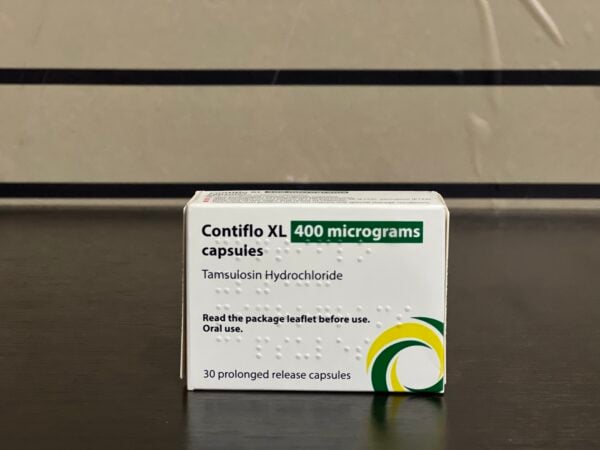 Contiflo XL 400 micrograms
capsules
Tamsulosin Hydrochloride
Read the package leaflet before use.
Oral use.
30 prolonged release capsules